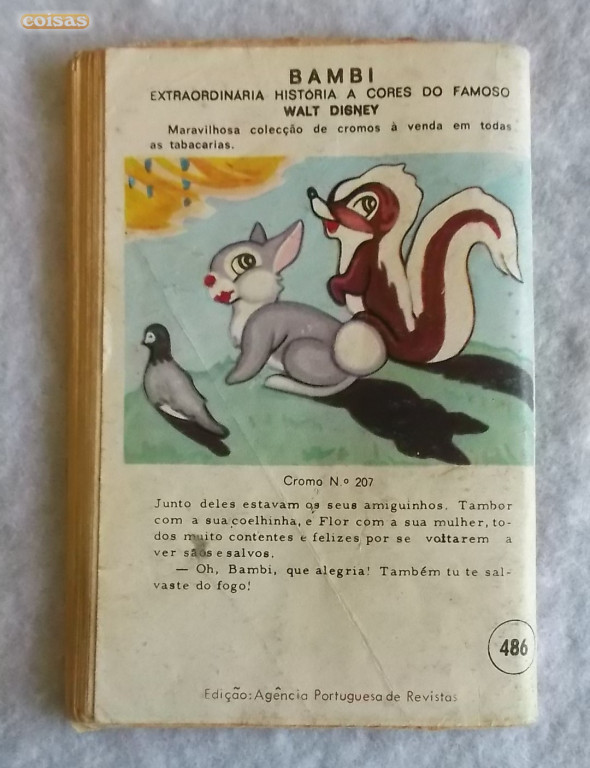 coisas
BAMBI
EXTRAORDINARIA HISTÓRIA A CORES DO FAMOSO
WALT DISNEY
Maravilhosa colecção de cromos à venda em todas
as tabacarias.
Cromo N.º 207
Junto deles estavam os seus amiguinhos. Tambor
com a sua coelhinha, e Flor com a sua mulher, to-
dos muito contentes e felizes por se voltarem a
ver sãos e salvos.
— Oh, Bambi, que alegria! Também tu te sal-
vaste do fogo!
486
Edição: Agência Portuguesa de Revistas